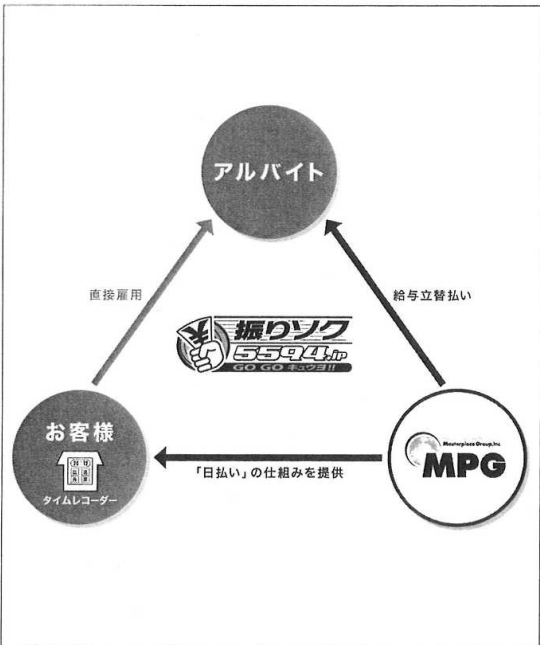 アルバイト
直接雇用
給与立替払い
振りソク
5594.jp
GO GO キュウヨ!!
お客様
タイムレコーダー
「日払い」の仕組みを提供
Masterpiece Group,Inc
MPG